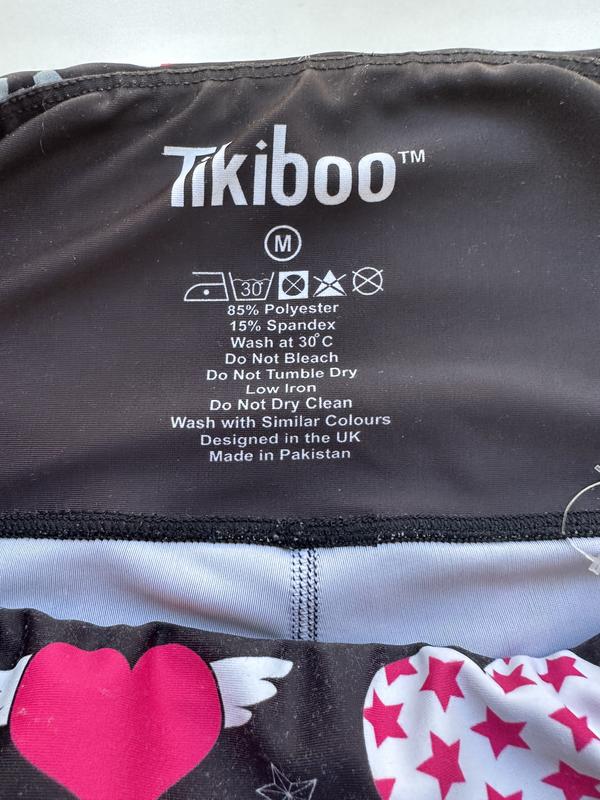 Tikiboo™
M
30
85% Polyester
15% Spandex
Wash at 30°C
Do Not Bleach
Do Not Tumble Dry
Low Iron
Do Not Dry Clean
Wash with Similar Colours
Designed in the UK
Made in Pakistan